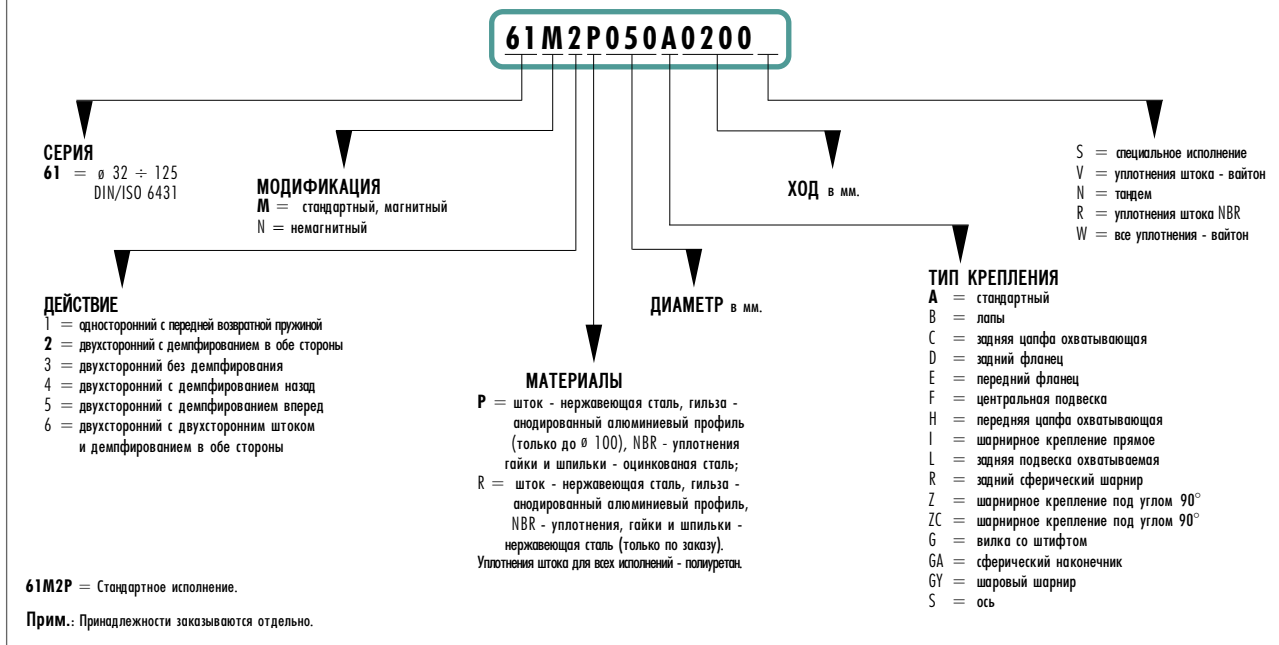 61M2P050A0200
СЕРИЯ
61 = ø 32 ÷ 125
DIN/ISO 6431
МОДИФИКАЦИЯ
M = стандартный, магнитный
N = немагнитный
ХОД в мм.
S = специальное исполнение
V = уплотнения штока - вайтон
N = тандем
R = уплотнения штока NBR
W = все уплотнения - вайтон
ДЕЙСТВИЕ
1 = односторонний с передней возвратной пружиной
2 = двухсторонний с демпфированием в обе стороны
3 = двухсторонний без демпфирования
4 = двухсторонний с демпфированием назад
5 = двухсторонний с демпфированием вперед
6 = двухсторонний с двухсторонним штоком
и демпфированием в обе стороны
МАТЕРИАЛЫ
P = шток - нержавеющая сталь, гильза -
анодированный алюминиевый профиль
(только до ø 100), NBR - уплотнения
гайки и шпильки - оцинкованая сталь;
R = шток - нержавеющая сталь, гильза -
анодированный алюминиевый профиль,
NBR - уплотнения, гайки и шпильки -
нержавеющая сталь (только по заказу).
Уплотнения штока для всех исполнений - полиуретан.
ДИАМЕТР в мм.
ТИП КРЕПЛЕНИЯ
A = стандартный
B = лапы
C = задняя цапфа охватывающая
D = задний фланец
E = передний фланец
F = центральная подвеска
H = передняя цапфа охватывающая
I = шарнирное крепление прямое
L = задняя подвеска охватываемая
R = задний сферический шарнир
Z = шарнирное крепление под углом 90°
ZC = шарнирное крепление под углом 90°
G = вилка со штифтом
GA = сферический наконечник
GY = шаровый шарнир
S = ось
61M2P = Стандартное исполнение.
Прим.: Принадлежности заказываются отдельно.